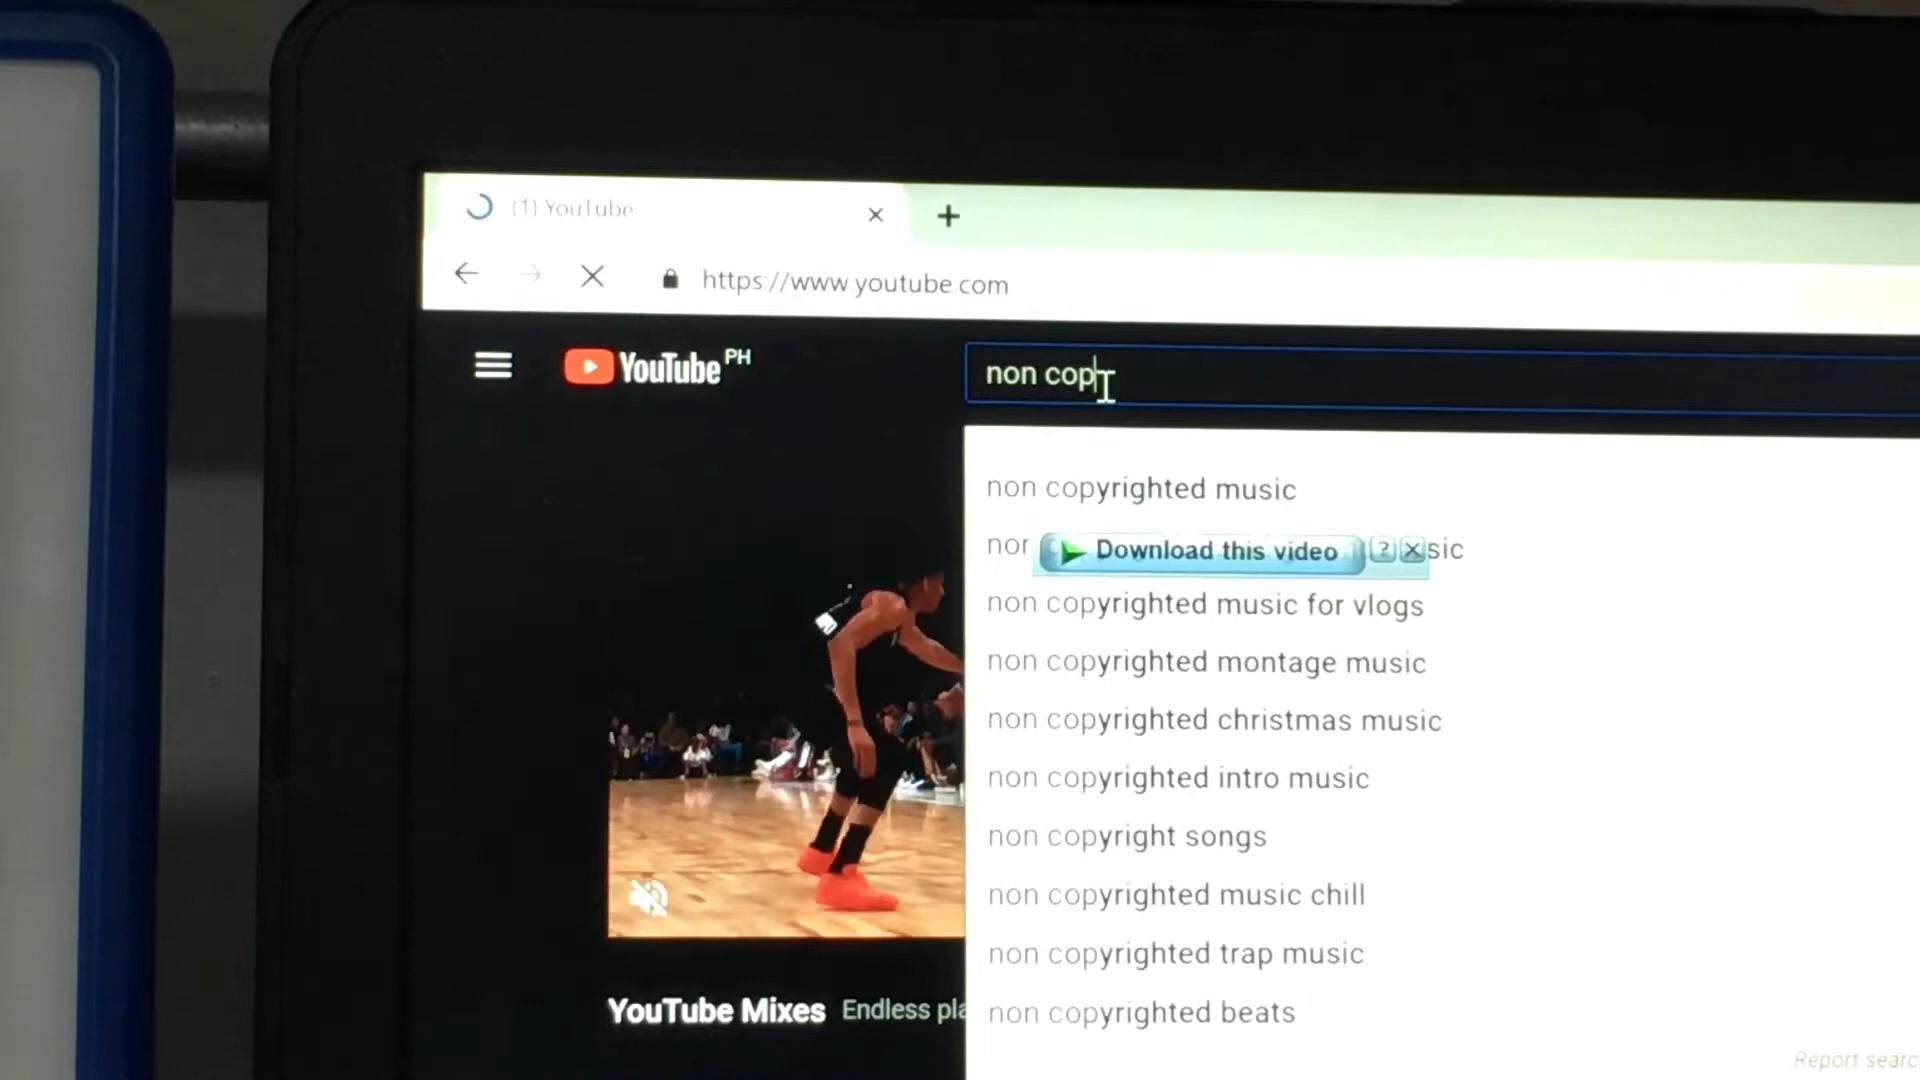 (1) YouTube
https://www.youtube.com
YouTube PH
non cop
non copyrighted music
Download this video ?
sic
non copyrighted music for vlogs
non copyrighted montage music
non copyrighted christmas music
non copyrighted intro music
non copyright songs
non copyrighted music chill
non copyrighted trap music
non copyrighted beats
YouTube Mixes Endless pla
Report searc